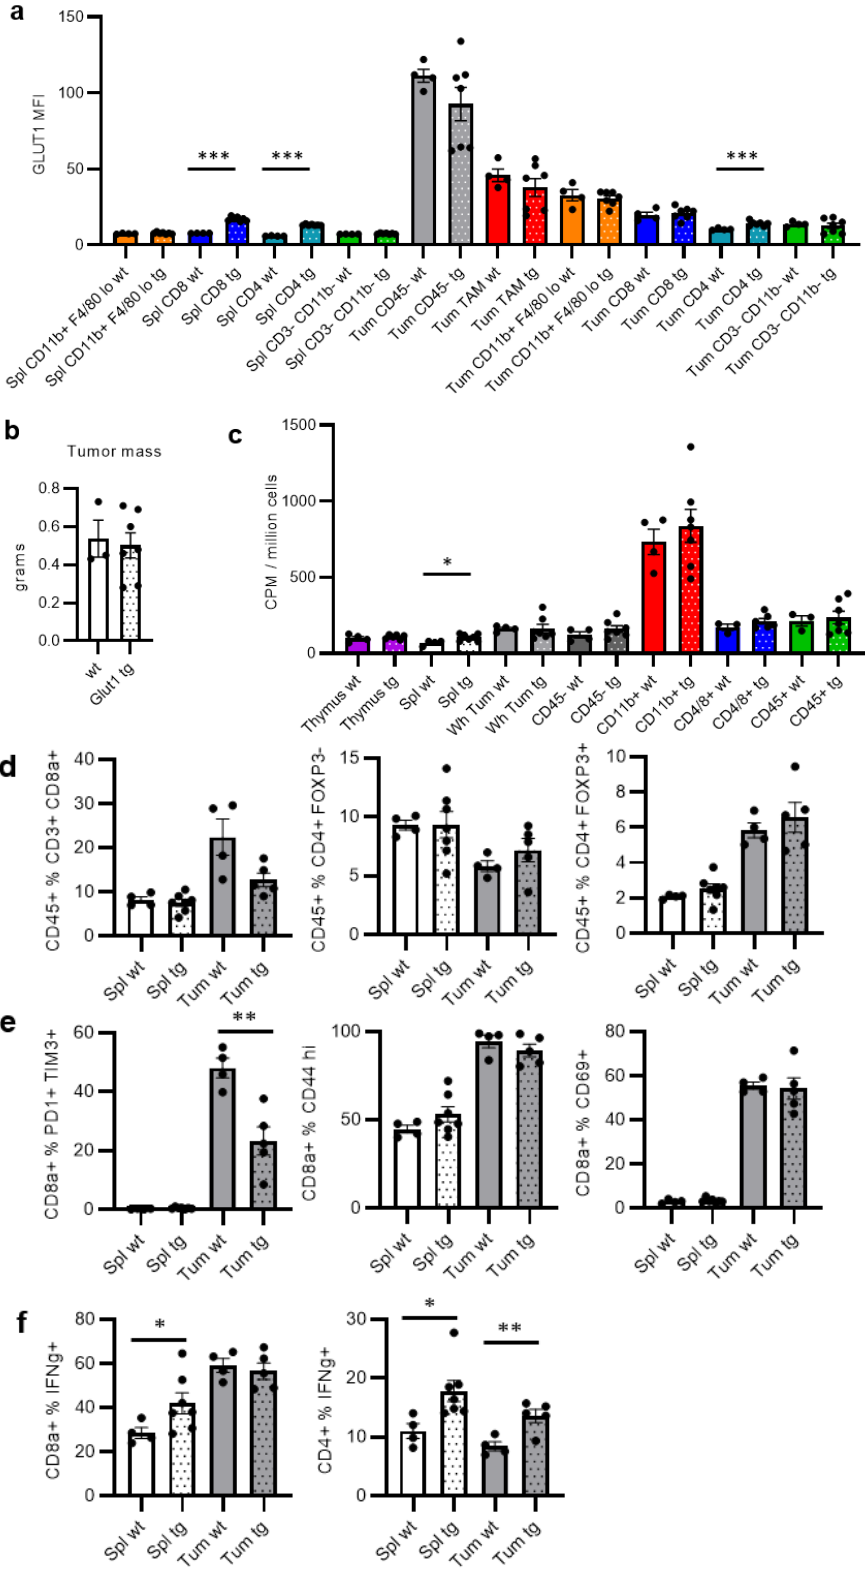 a
GLUT1 MFI
150
100
50
0
***
***
***
Spl CD11b+ F4/80 lo wt
Spl CD11b+ F4/80 lo tg
Spl CD8 wt
Spl CD8 tg
Spl CD4 wt
Spl CD4 tg
Spl CD3- CD11b- wt
Spl CD3- CD11b- tg
Tum CD45- wt
Tum CD45- tg
Tum TAM wt
Tum TAM tg
Tum CD11b+ F4/80 lo wt
Tum CD11b+ F4/80 lo tg
Tum CD8 wt
Tum CD8 tg
Tum CD4 wt
Tum CD4 tg
Tum CD3- CD11b- wt
Tum CD3- CD11b- tg
b
Tumor mass
grams
0.8
0.6
0.4
0.2
0.0
wt
Glut1 tg
c
CPM / million cells
1500
1000
500
0
*
Thymus wt
Thymus tg
Spl wt
Spl tg
Wh Tum wt
Wh Tum tg
CD45- wt
CD45- tg
CD11b+ wt
CD11b+ tg
CD4/8+ wt
CD4/8+ tg
CD45+ wt
CD45+ tg
d
CD45+ % CD3+ CD8a+
40
30
20
10
0
Spl wt
Spl tg
Tum wt
Tum tg
CD45+ % CD4+ FOXP3-
15
10
5
0
Spl wt
Spl tg
Tum wt
Tum tg
CD45+ % CD4+ FOXP3+
10
8
6
4
2
0
Spl wt
Spl tg
Tum wt
Tum tg
e
CD8a+ % PD1+ TIM3+
60
40
20
0
**
Spl wt
Spl tg
Tum wt
Tum tg
CD8a+ % CD44 hi
100
50
0
Spl wt
Spl tg
Tum wt
Tum tg
CD8a+ % CD69+
80
60
40
20
0
Spl wt
Spl tg
Tum wt
Tum tg
f
CD8a+ % IFNg+
80
60
40
20
0
*
Spl wt
Spl tg
Tum wt
Tum tg
CD4+ % IFNg+
30
20
10
0
*
**
Spl wt
Spl tg
Tum wt
Tum tg